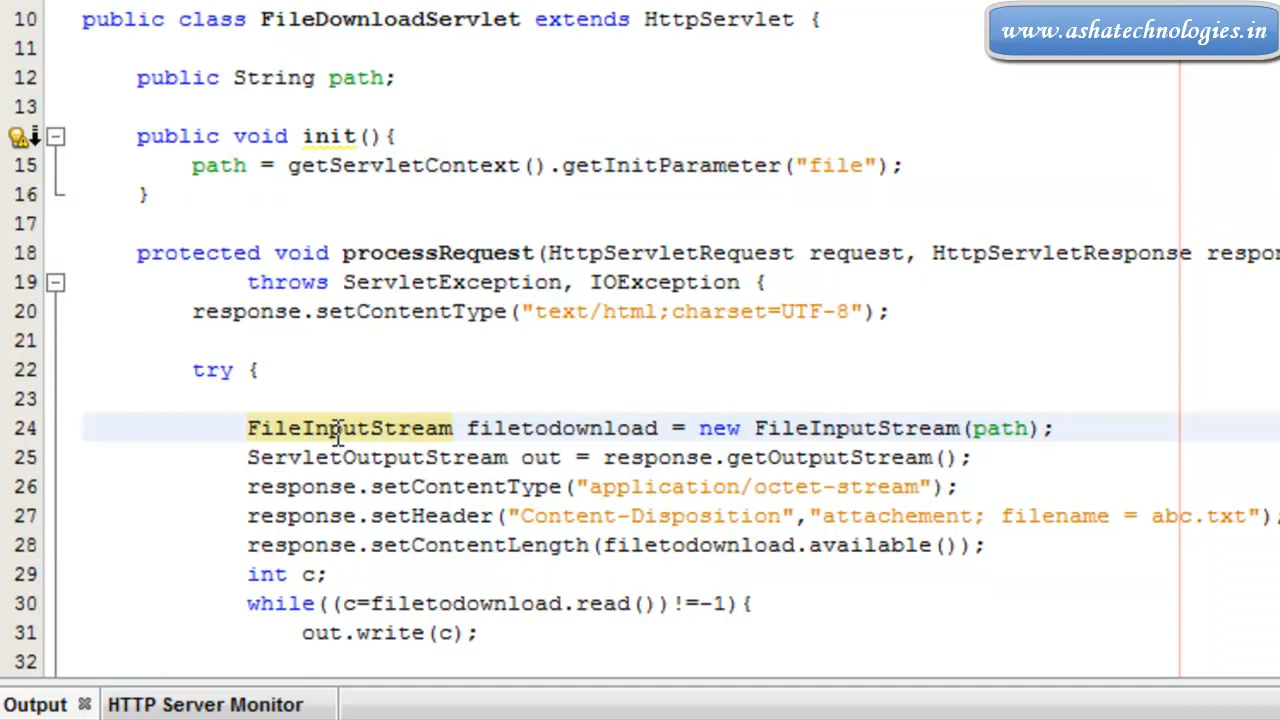 10 public class FileDownloadServlet extends HttpServlet {
www.ashatechnologies.in
11
12 public String path;
13
public void init(){
15 path = getServletContext().getInitParameter("file");
16 }
17
18 protected void processRequest(HttpServletRequest request, HttpServletResponse respon
19 throws ServletException, IOException {
20 response.setContentType("text/html;charset=UTF-8");
21
22 try {
23
24 FileInputStream filetodownload = new FileInputStream(path);
25 ServletOutputStream out = response.getOutputStream();
26 response.setContentType("application/octet-stream");
27 response.setHeader("Content-Disposition","attachement; filename = abc.txt");
28 response.setContentLength(filetodownload.available());
29 int c;
30 while((c=filetodownload.read())!=-1){
31 out.write(c);
32
Output HTTP Server Monitor